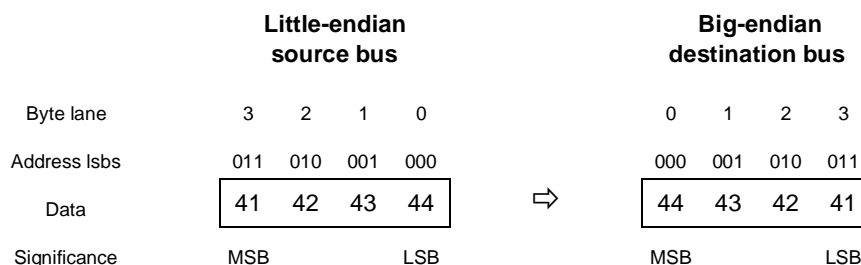 Little-endian Big-endian
source bus destination bus
Byte lane 3 2 1 0 0 1 2 3
Address lsbs 011 010 001 000 000 001 010 011
Data 41 42 43 44 ⇨ 44 43 42 41
Significance MSB LSB MSB LSB